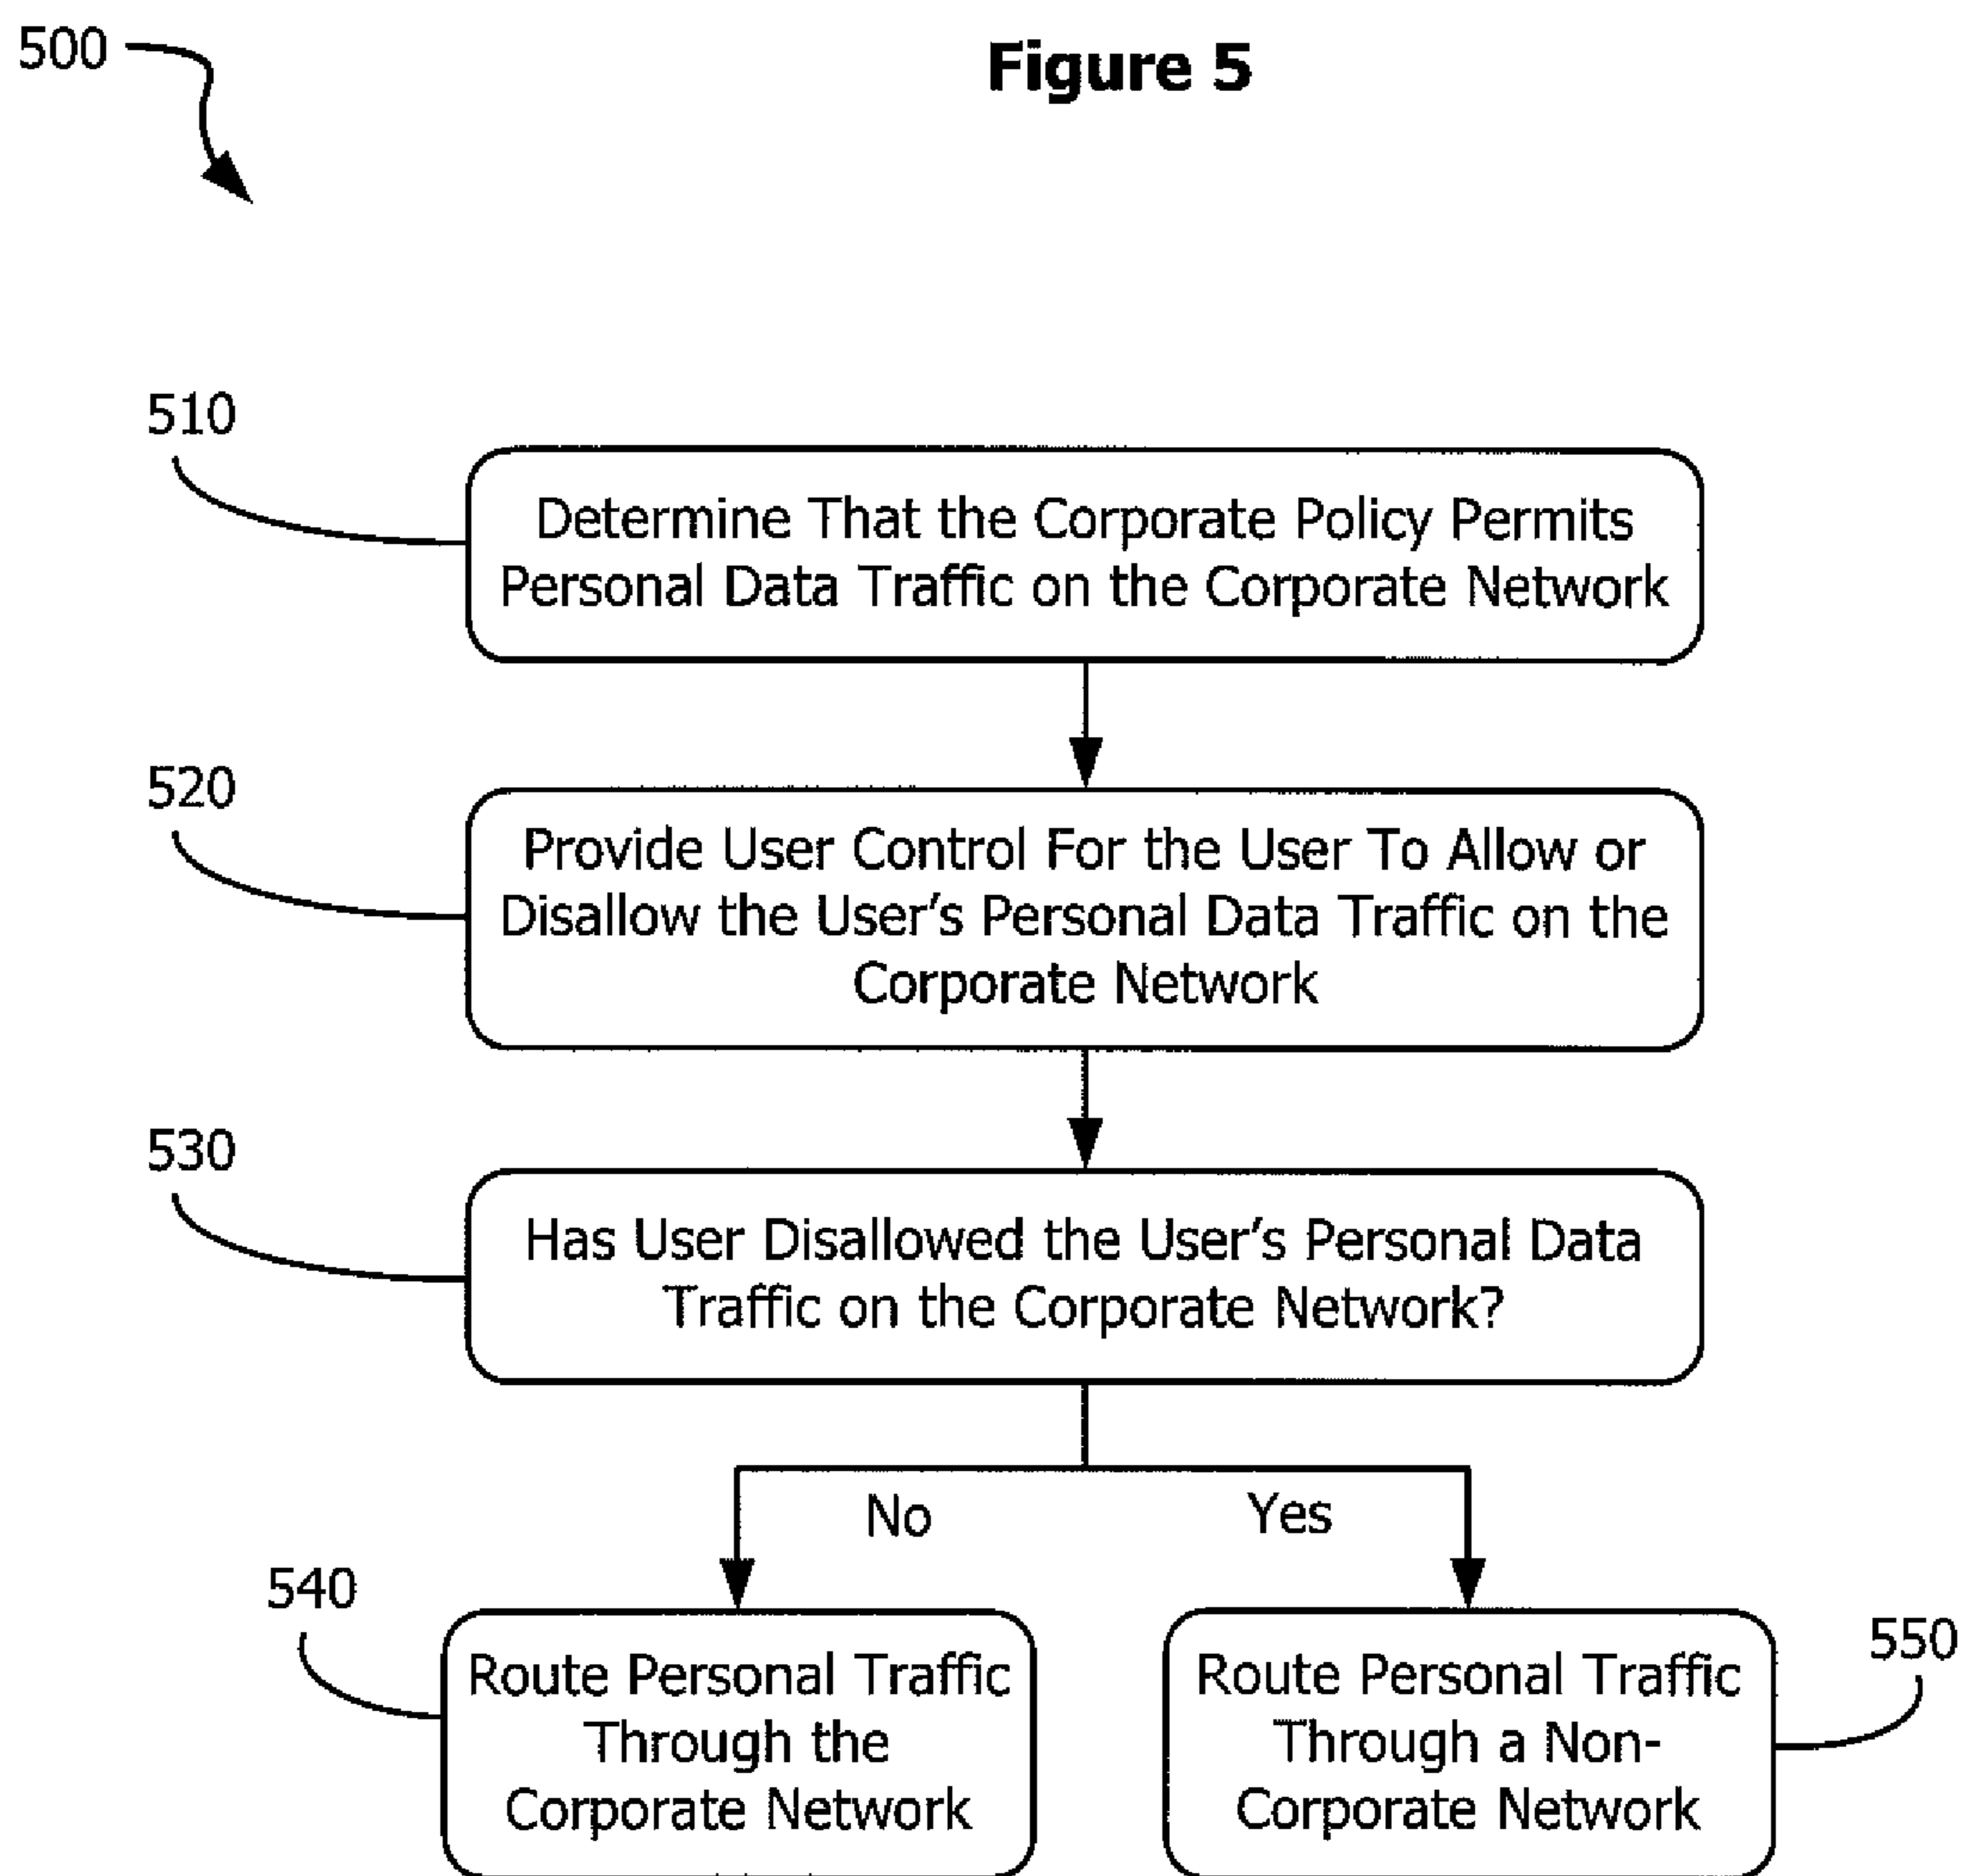 500
Figure 5
510
Determine That the Corporate Policy Permits
Personal Data Traffic on the Corporate Network
520
Provide User Control For the User To Allow or
Disallow the User's Personal Data Traffic on the
Corporate Network
530
Has User Disallowed the User's Personal Data
Traffic on the Corporate Network?
No
Yes
540
Route Personal Traffic
Through the
Corporate Network
550
Route Personal Traffic
Through a Non-
Corporate Network